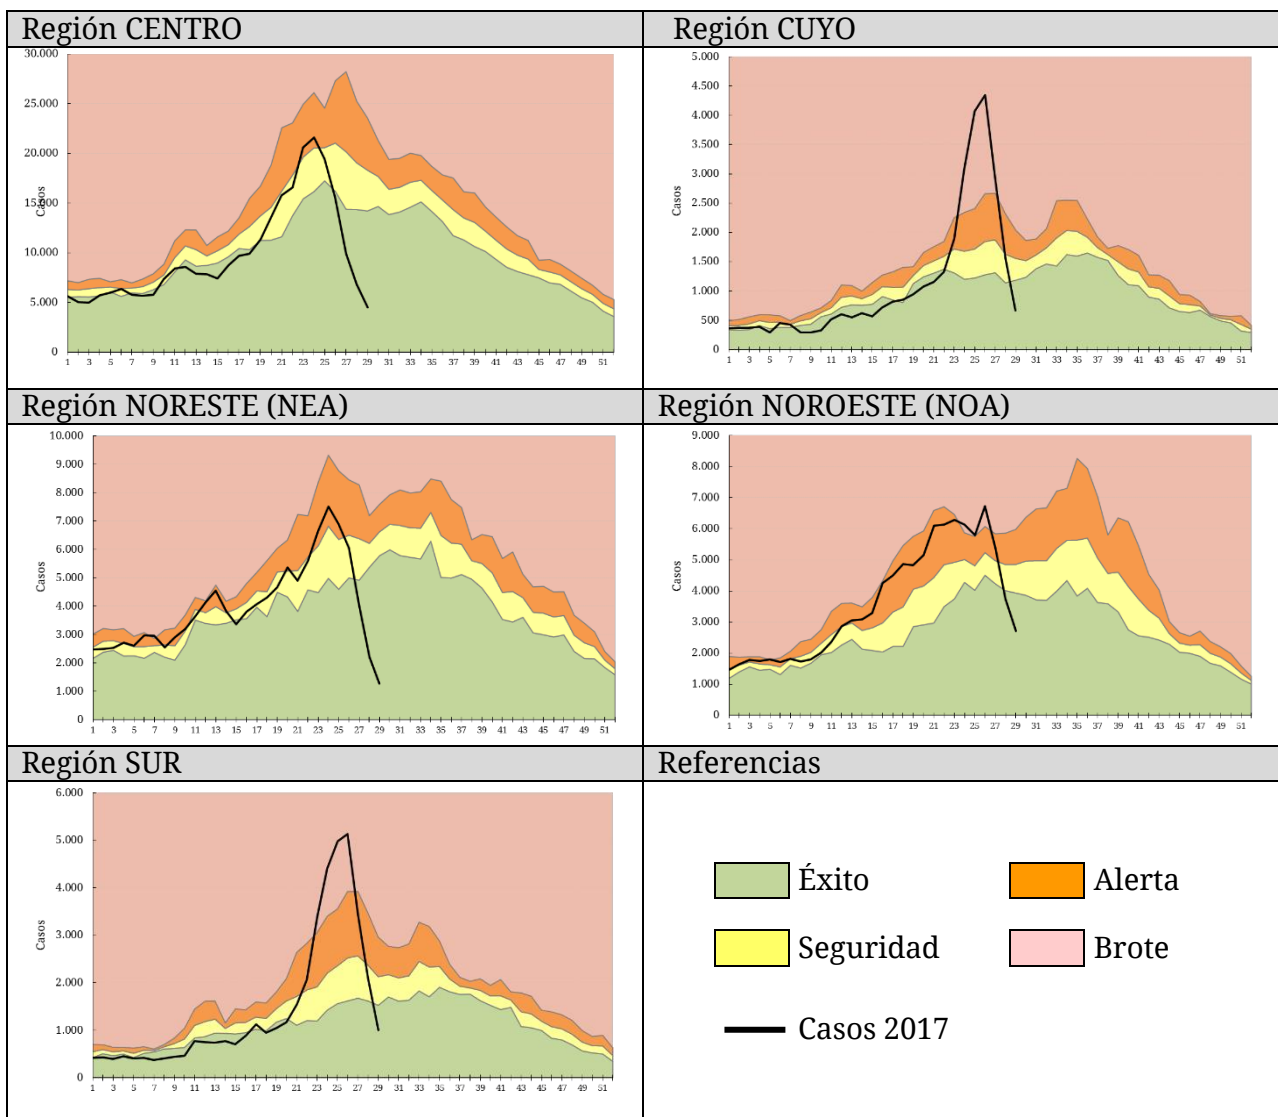 Región CENTRO
30.000
25.000
20.000
15.000
10.000
5.000
0
Casos
1 3 5 7 9 11 13 15 17 19 21 23 25 27 29 31 33 35 37 39 41 43 45 47 49 51
Región CUYO
5.000
4.500
4.000
3.500
3.000
2.500
2.000
1.500
1.000
500
0
Casos
1 3 5 7 9 11 13 15 17 19 21 23 25 27 29 31 33 35 37 39 41 43 45 47 49 51
Región NORESTE (NEA)
10.000
9.000
8.000
7.000
6.000
5.000
4.000
3.000
2.000
1.000
0
Casos
1 3 5 7 9 11 13 15 17 19 21 23 25 27 29 31 33 35 37 39 41 43 45 47 49 51
Región NOROESTE (NOA)
9.000
8.000
7.000
6.000
5.000
4.000
3.000
2.000
1.000
0
Casos
1 3 5 7 9 11 13 15 17 19 21 23 25 27 29 31 33 35 37 39 41 43 45 47 49 51
Región SUR
6.000
5.000
4.000
3.000
2.000
1.000
0
Casos
1 3 5 7 9 11 13 15 17 19 21 23 25 27 29 31 33 35 37 39 41 43 45 47 49 51
Referencias
Éxito Alerta
Seguridad Brote
Casos 2017